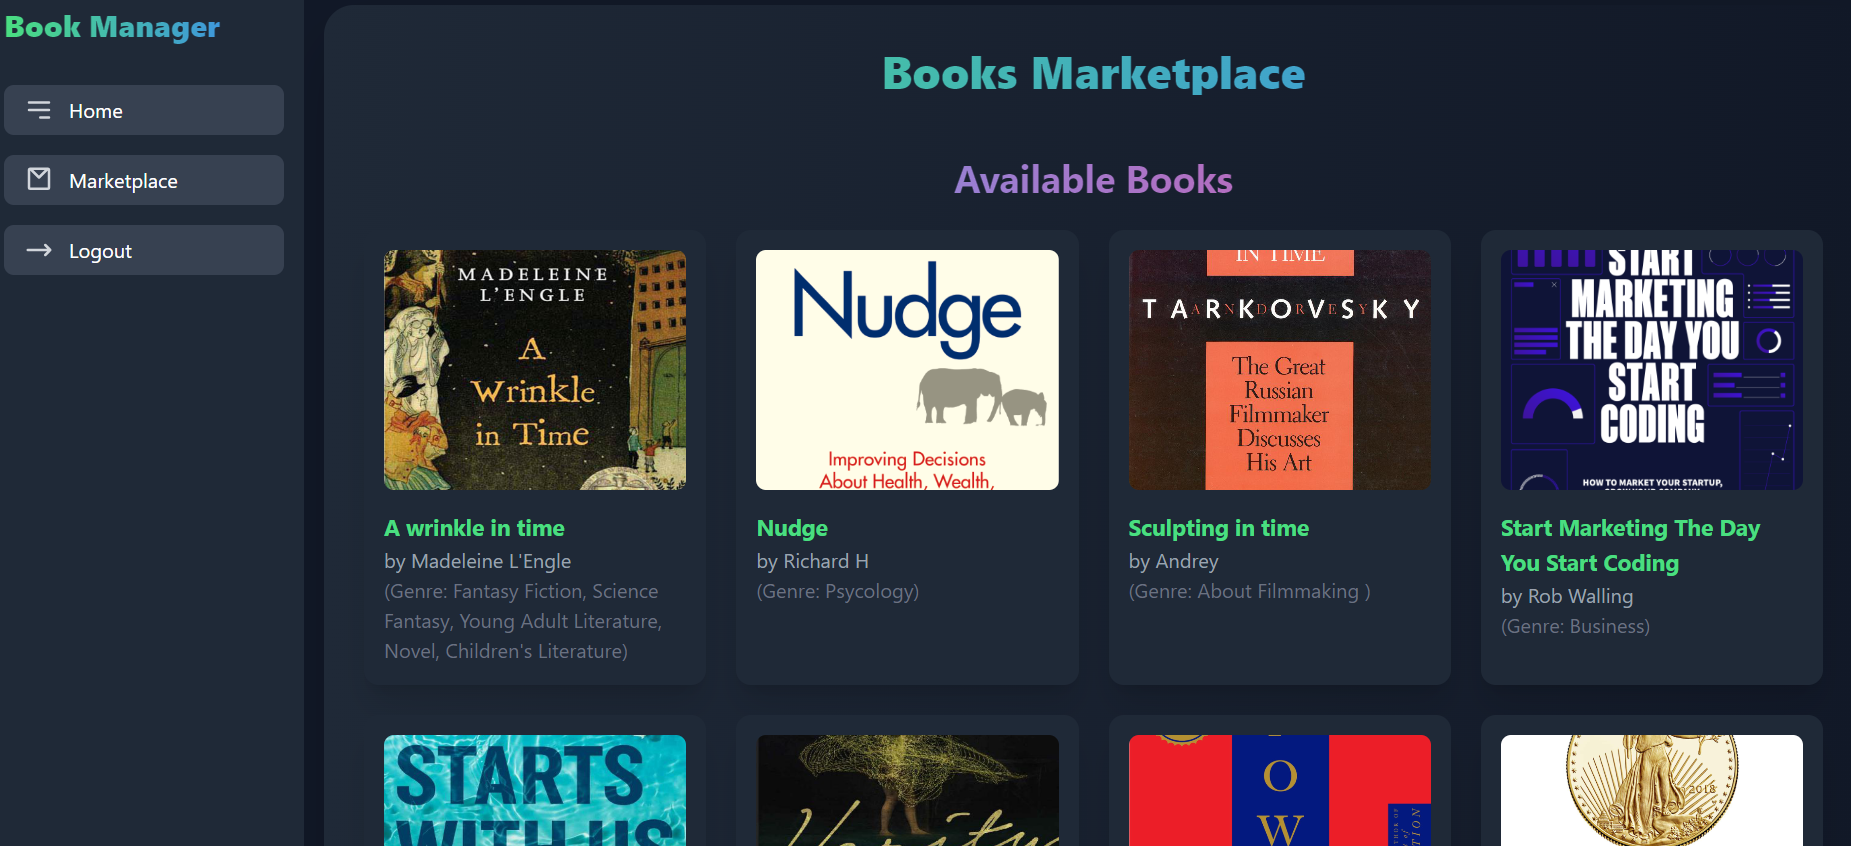 Book Manager
Home
Marketplace
Logout
Books Marketplace
Available Books
MADELEINE
L'ENGLE
A
Wrinkle
in Time
A wrinkle in time
by Madeleine L'Engle
(Genre: Fantasy Fiction, Science
Fantasy, Young Adult Literature,
Novel, Children's Literature)
Nudge
Improving Decisions
About Health, Wealth,
Nudge
by Richard H
(Genre: Psycology)
IN TIME
TARKOVSKY
ANDREY
The Great
Russian
Filmmaker
Discusses
His Art
Sculpting in time
by Andrey
(Genre: About Filmmaking )
START
MARKETING
THE DAY YOU
START
CODING
HOW TO MARKET YOUR STARTUP,
Start Marketing The Day
You Start Coding
by Rob Walling
(Genre: Business)
STARTS
WITH US
Verity
O
W
2018